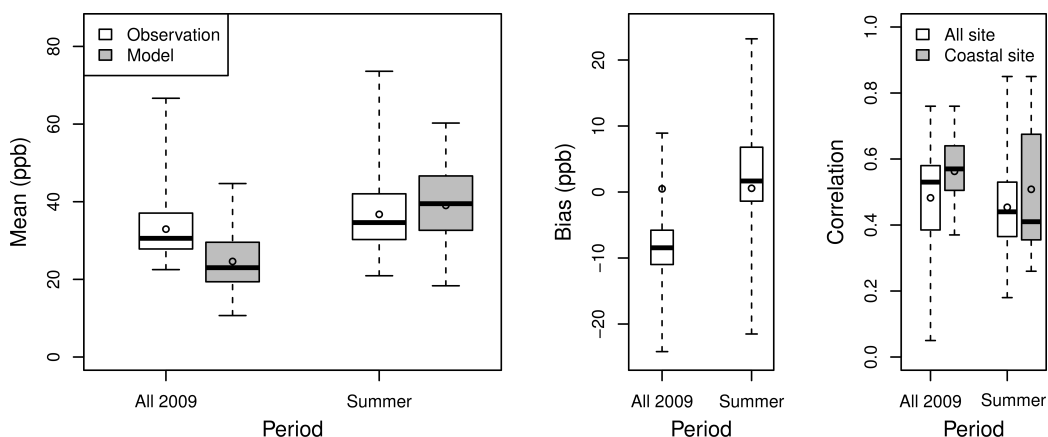 Observation
Model
Mean (ppb)
0
20
40
60
80
All 2009
Summer
Period
Bias (ppb)
−20
−10
0
10
20
All 2009
Summer
Period
All site
Coastal site
Correlation
0.0
0.2
0.4
0.6
0.8
1.0
All 2009
Summer
Period